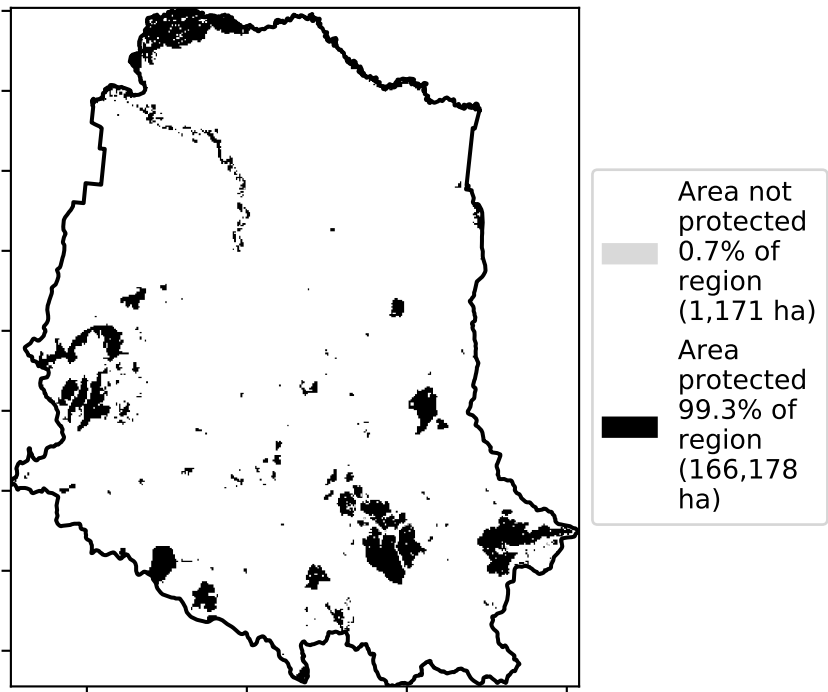 Area not
protected
0.7% of
region
(1,171 ha)
Area
protected
99.3% of
region
(166,178
ha)